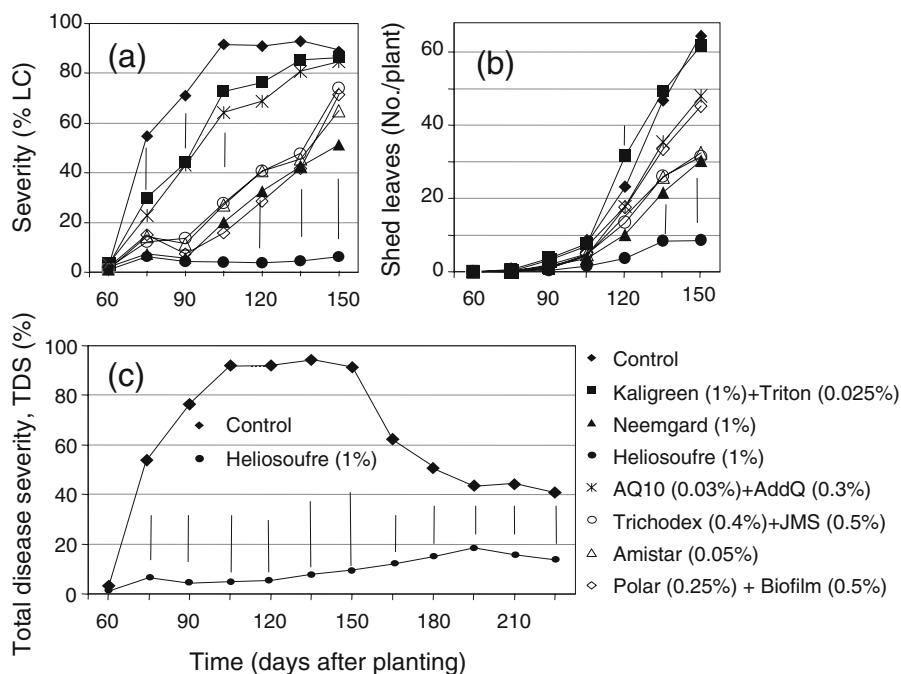 (a)
Severity (% LC)
100
80
60
40
20
0
60 90 120 150
(b)
Shed leaves (No./plant)
60
40
20
0
60 90 120 150
(c)
Total disease severity, TDS (%)
100
80
60
40
20
0
Control
Heliosoufre (1%)
60 90 120 150 180 210
Time (days after planting)
Control
Kaligreen (1%)+Triton (0.025%)
Neemgard (1%)
Heliosoufre (1%)
AQ10 (0.03%)+AddQ (0.3%)
Trichodex (0.4%)+JMS (0.5%)
Amistar (0.05%)
Polar (0.25%) + Biofilm (0.5%)